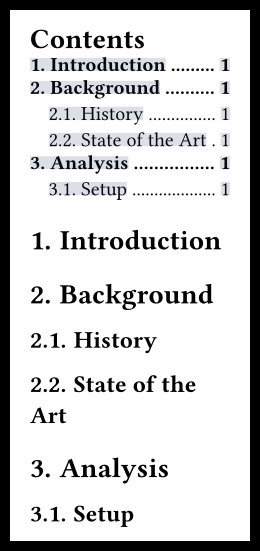 Contents
1. Introduction ......... 1
2. Background .......... 1
2.1. History ............... 1
2.2. State of the Art . 1
3. Analysis ................ 1
3.1. Setup ................... 1
1. Introduction
2. Background
2.1. History
2.2. State of the
Art
3. Analysis
3.1. Setup